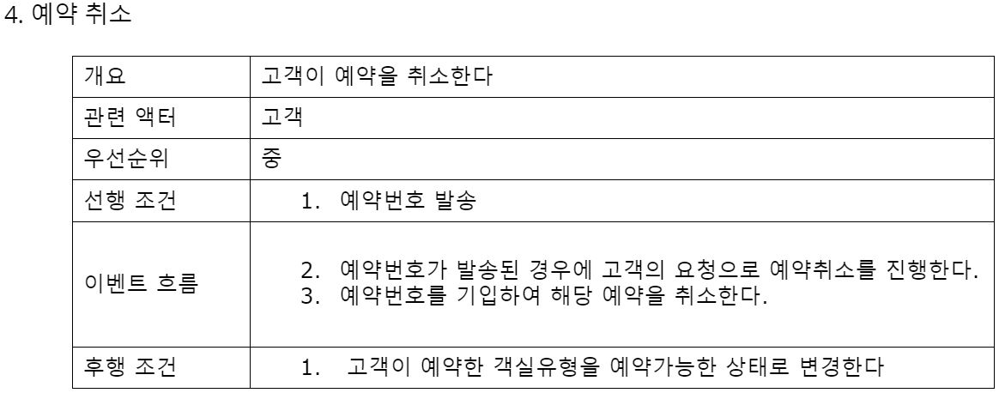 4. 예약 취소
개요 고객이 예약을 취소한다
관련 액터 고객
우선순위 중
선행 조건 1. 예약번호 발송
이벤트 흐름
2. 예약번호가 발송된 경우에 고객의 요청으로 예약취소를 진행한다.
3. 예약번호를 기입하여 해당 예약을 취소한다.
후행 조건 1. 고객이 예약한 객실유형을 예약가능한 상태로 변경한다